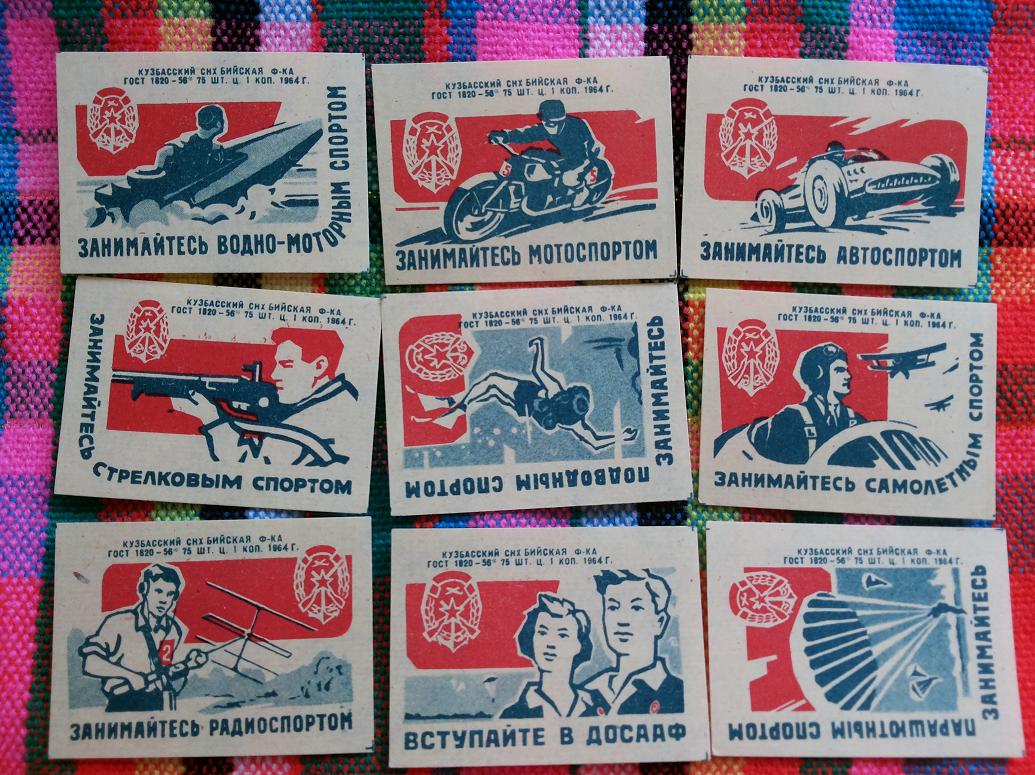 КУЗБАССКИЙ СНХ БИЙСКАЯ Ф-КА
ГОСТ 1820-56 75 ШТ. Ц. 1 КОП. 1964 Г.
ЗАНИМАЙТЕСЬ ВОДНО-МОТОРНЫМ СПОРТОМ
КУЗБАССКИЙ СНХ БИЙСКАЯ Ф-КА
ГОСТ 1820-56 75 ШТ. Ц. 1 КОП. 1964 Г.
5 5
ЗАНИМАЙТЕСЬ МОТОСПОРТОМ
КУЗБАССКИЙ СНХ БИЙСКАЯ Ф-КА
ГОСТ 1820-56 75 ШТ. Ц. 1 КОП. 1964 Г.
ЗАНИМАЙТЕСЬ АВТОСПОРТОМ
КУЗБАССКИЙ СНХ БИЙСКАЯ Ф-КА
ГОСТ 1820-56 75 ШТ. Ц. 1 КОП. 1964 Г.
ЗАНИМАЙТЕСЬ СТРЕЛКОВЫМ СПОРТОМ
КУЗБАССКИЙ СНХ БИЙСКАЯ Ф-КА
ГОСТ 1820-56 75 ШТ. Ц. 1 КОП. 1964 Г.
ЗАНИМАЙТЕСЬ
ПОДВОДНЫМ СПОРТОМ
КУЗБАССКИЙ СНХ БИЙСКАЯ Ф-КА
ГОСТ 1820-56 75 ШТ. Ц. 1 КОП. 1964 Г.
ЗАНИМАЙТЕСЬ САМОЛЕТНЫМ СПОРТОМ
КУЗБАССКИЙ СНХ БИЙСКАЯ Ф-КА
ГОСТ 1820-56 75 ШТ. Ц. 1 КОП. 1964 Г.
2
ЗАНИМАЙТЕСЬ РАДИОСПОРТОМ
КУЗБАССКИЙ СНХ БИЙСКАЯ Ф-КА
ГОСТ 1820-56 75 ШТ. Ц. 1 КОП. 1964 Г.
ВСТУПАЙТЕ В ДОСААФ
КУЗБАССКИЙ СНХ БИЙСКАЯ Ф-КА
ГОСТ 1820-56 75 ШТ. Ц. 1 КОП. 1964 Г.
ЗАНИМАЙТЕСЬ
ПАРАШЮТНЫМ СПОРТОМ